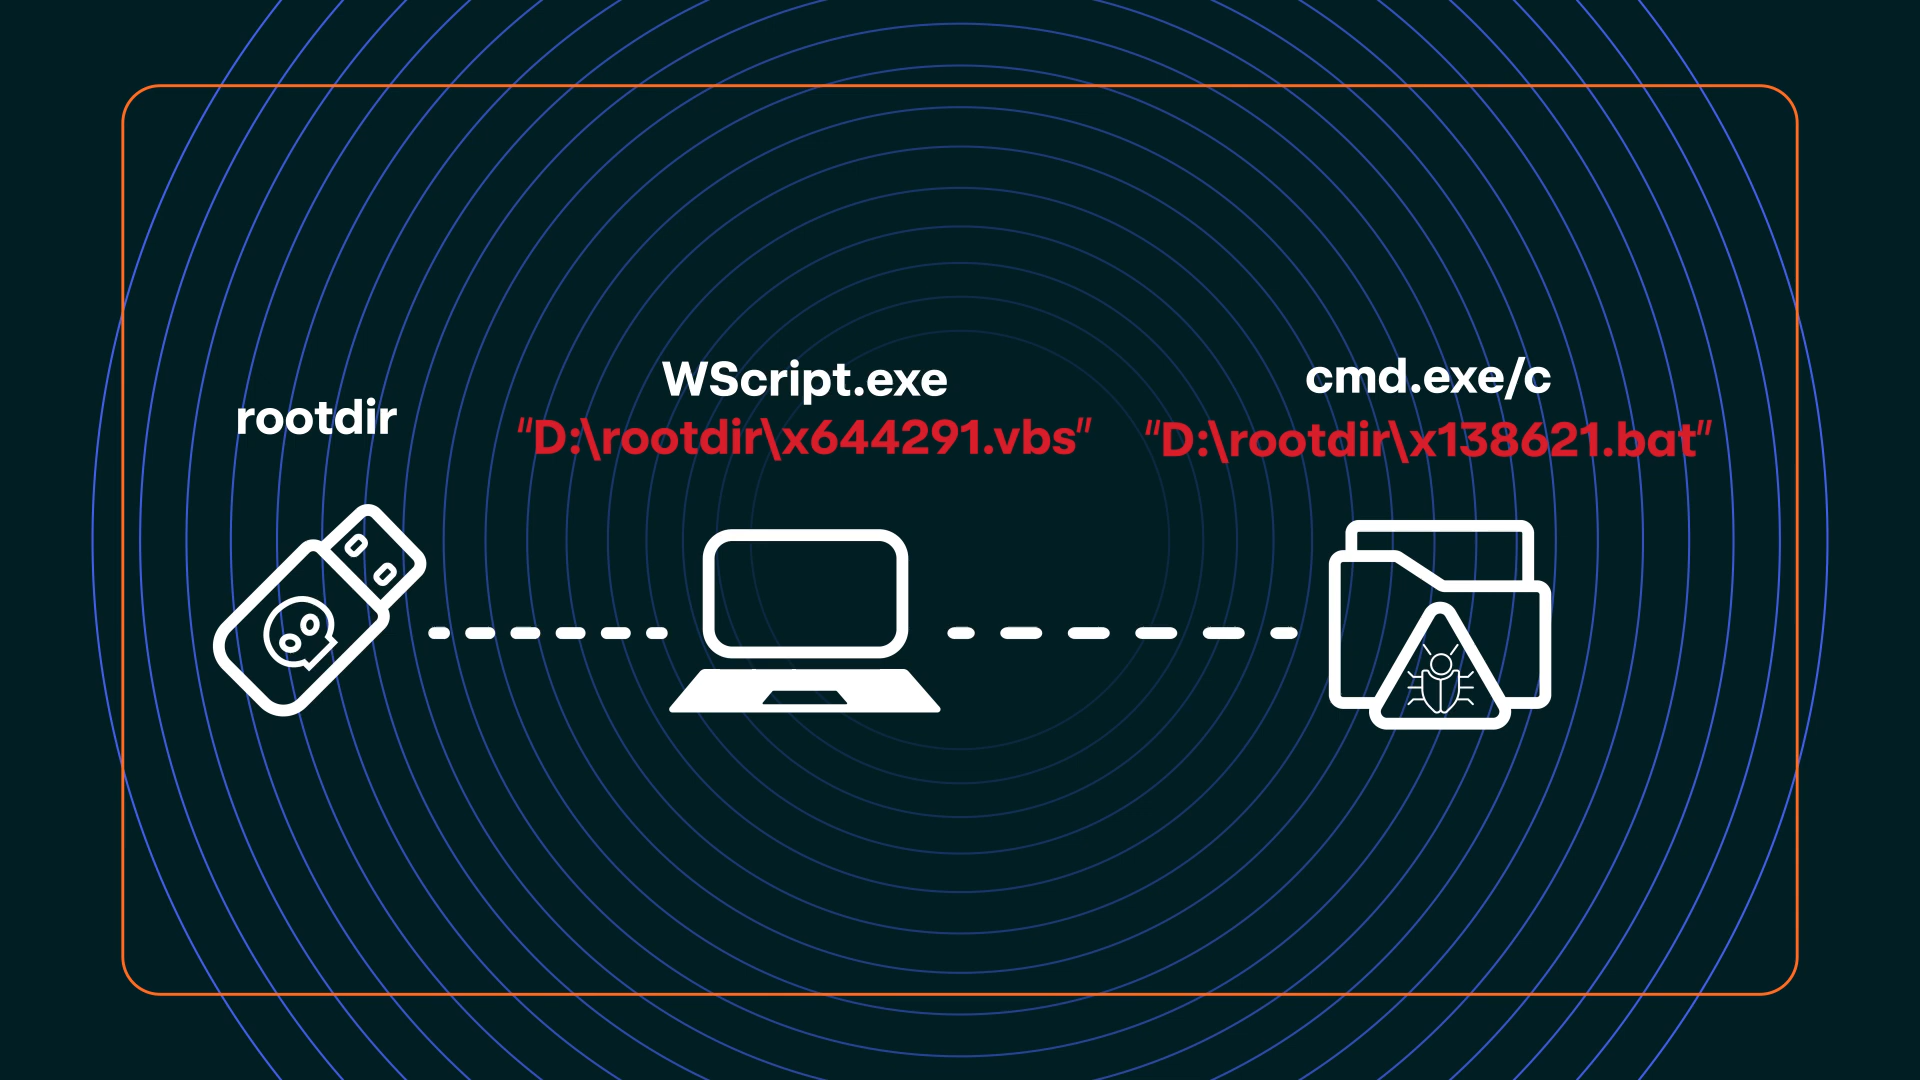 rootdir
WScript.exe
"D:\rootdir\x644291.vbs"
cmd.exe/c
"D:\rootdir\x138621.bat"